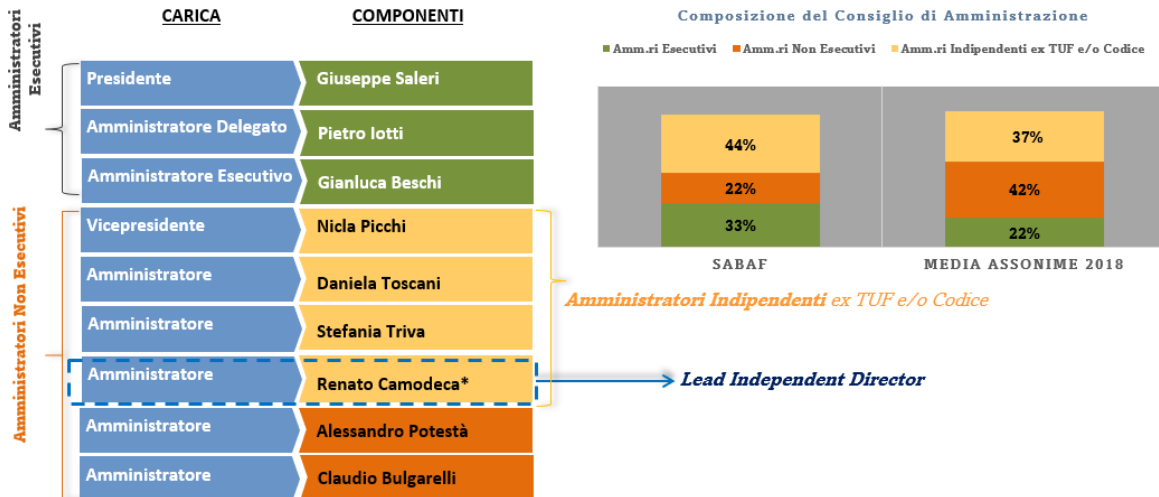 CARICA
COMPONENTI
Amministratori
Esecutivi
Presidente
Giuseppe Saleri
Amministratore Delegato
Pietro Iotti
Amministratore Esecutivo
Gianluca Beschi
Amministratori Non Esecutivi
Vicepresidente
Nicla Picchi
Amministratore
Daniela Toscani
Amministratore
Stefania Triva
Amministratore
Renato Camodeca*
Amministratore
Alessandro Potestà
Amministratore
Claudio Bulgarelli
Composizione del Consiglio di Amministrazione
Amm.ri Esecutivi
Amm.ri Non Esecutivi
Amm.ri Indipendenti ex TUF e/o Codice
44%
22%
33%
37%
42%
22%
SABAF
MEDIA ASSONIME 2018
Amministratori Indipendenti ex TUF e/o Codice
Lead Independent Director